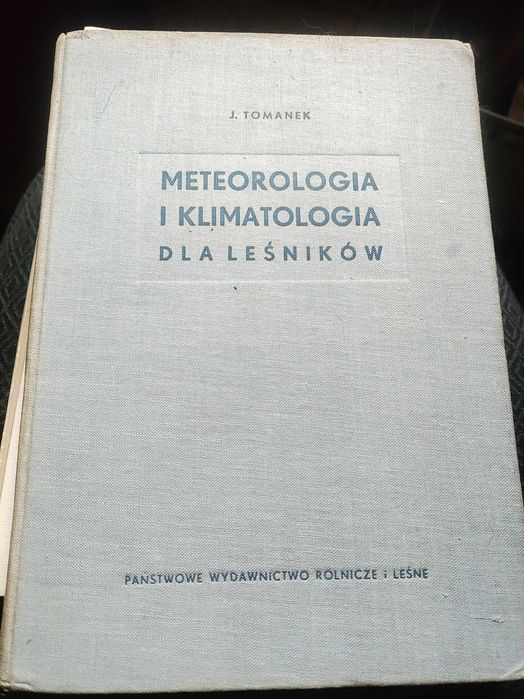 J. TOMANEK
METEOROLOGIA
I KLIMATOLOGIA
DLA LEŚNIKÓW
PAŃSTWOWE WYDAWNICTWO ROLNICZE i LEŚNE